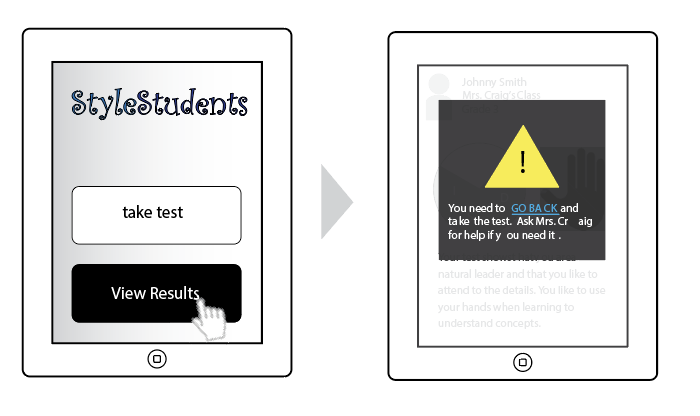 StyleStudents
take test
View Results
Johnny Smith
Mrs. Craig's Class
!
You need to GO BACK and
take the test. Ask Mrs. Craig
for help if you need it.
natural leader and that you like to
attend to the details. You like to use
your hands when learning to
understand concepts.